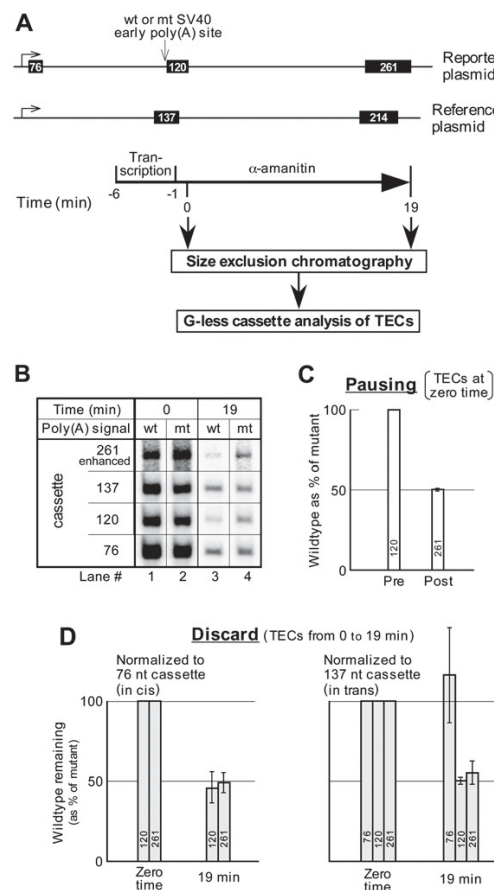 A
wt or mt SV40
early poly(A) site
76
120
261
Reporte
plasmid
137
214
Reference
plasmid
Tran-
scription
α-amanitin
-6
-1
Time (min)
0
19
Size exclusion chromatography
G-less cassette analysis of TECs
B
Time (min) 0 19
Poly(A) signal wt mt wt mt
cassette
261
enhanced
137
120
76
Lane # 1 2 3 4
C
Pausing (TECs at
zero time)
Wildtype as % of mutant
100
50
0
120
261
Pre Post
D
Discard (TECs from 0 to 19 min)
Normalized to
76 nt cassette
(in cis)
Normalized to
137 nt cassette
(in trans)
Wildtype remaining
(as % of mutant)
100
50
0
120 261 120 261
Zero
time
19 min
76 120 261 76 120 261
Zero
time
19 min